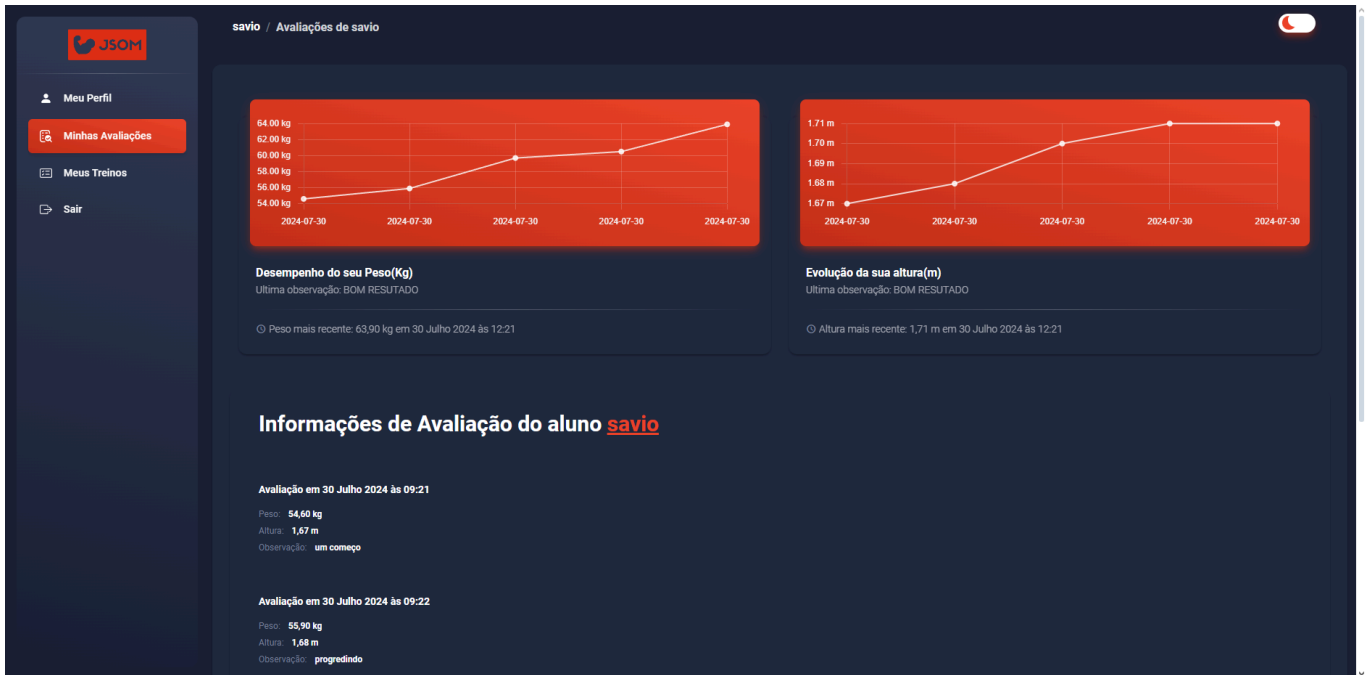 JSOM
Meu Perfil
Minhas Avaliações
Meus Treinos
Sair
savio / Avaliações de savio
64.00 kg
62.00 kg
60.00 kg
58.00 kg
56.00 kg
54.00 kg
2024-07-30 2024-07-30 2024-07-30 2024-07-30 2024-07-30
Desempenho do seu Peso(Kg)
Ultima observação: BOM RESUTADO
Peso mais recente: 63,90 kg em 30 Julho 2024 às 12:21
1.71 m
1.70 m
1.69 m
1.68 m
1.67 m
2024-07-30 2024-07-30 2024-07-30 2024-07-30 2024-07-30
Evolução da sua altura(m)
Ultima observação: BOM RESUTADO
Altura mais recente: 1,71 m em 30 Julho 2024 às 12:21
Informações de Avaliação do aluno savio
Avaliação em 30 Julho 2024 às 09:21
Peso: 54,60 kg
Altura: 1,67 m
Observação: um começo
Avaliação em 30 Julho 2024 às 09:22
Peso: 55,90 kg
Altura: 1,68 m
Observação: progredindo